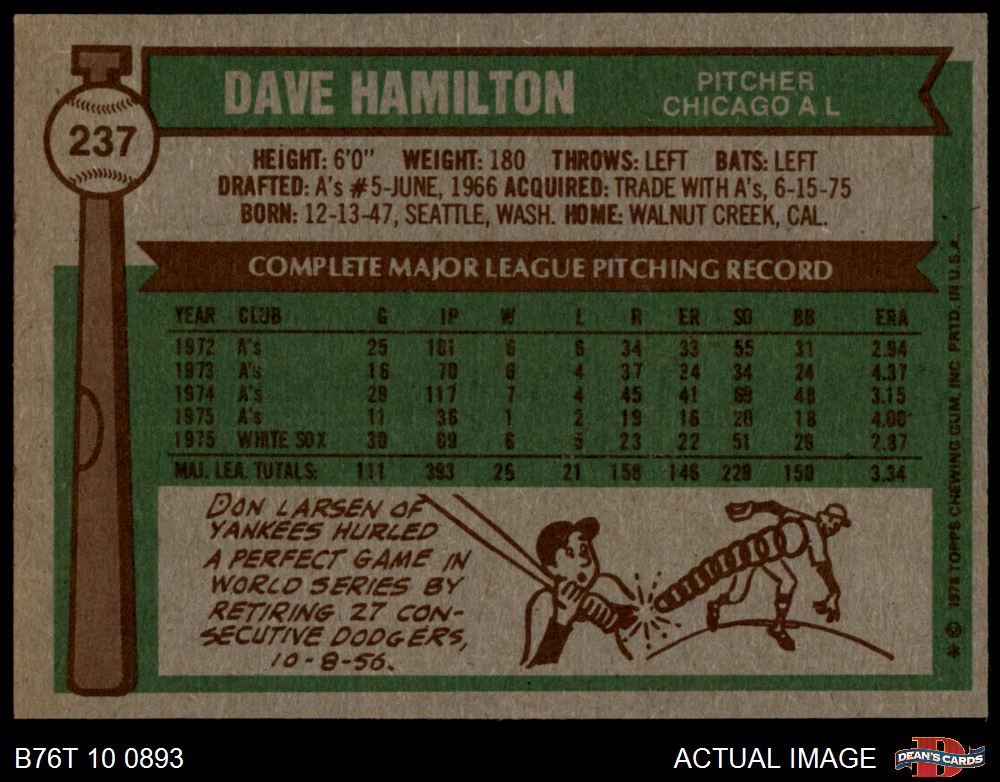 237
DAVE HAMILTON
PITCHER
CHICAGO A L
HEIGHT: 6'0" WEIGHT: 180 THROWS: LEFT BATS: LEFT
DRAFTED: A's #5-JUNE, 1966 ACQUIRED: TRADE WITH A's, 6-15-75
BORN: 12-13-47, SEATTLE, WASH. HOME: WALNUT CREEK, CAL.
COMPLETE MAJOR LEAGUE PITCHING RECORD
YEAR CLUB G IP W L R ER SO BB ERA
1972 A's 25 101 6 6 34 33 55 31 2.94
1973 A's 16 70 6 4 37 34 34 24 4.37
1974 A's 29 117 7 4 45 41 69 48 3.15
1975 A's 11 36 1 2 19 16 20 18 4.00
1975 WHITE SOX 30 69 6 5 23 22 51 29 2.87
MAJ. LEA. TOTALS: 111 393 26 21 158 146 229 150 3.34
DON LARSEN OF
YANKEES HURLED
A PERFECT GAME IN
WORLD SERIES BY
RETIRING 27 CON-
SECUTIVE DODGERS,
10-8-56.
* © 1976 TOPPS CHEWING GUM, INC. PRTD. IN U.S.A.
B76T 10 0893
ACTUAL IMAGE
DEAN'S CARDS